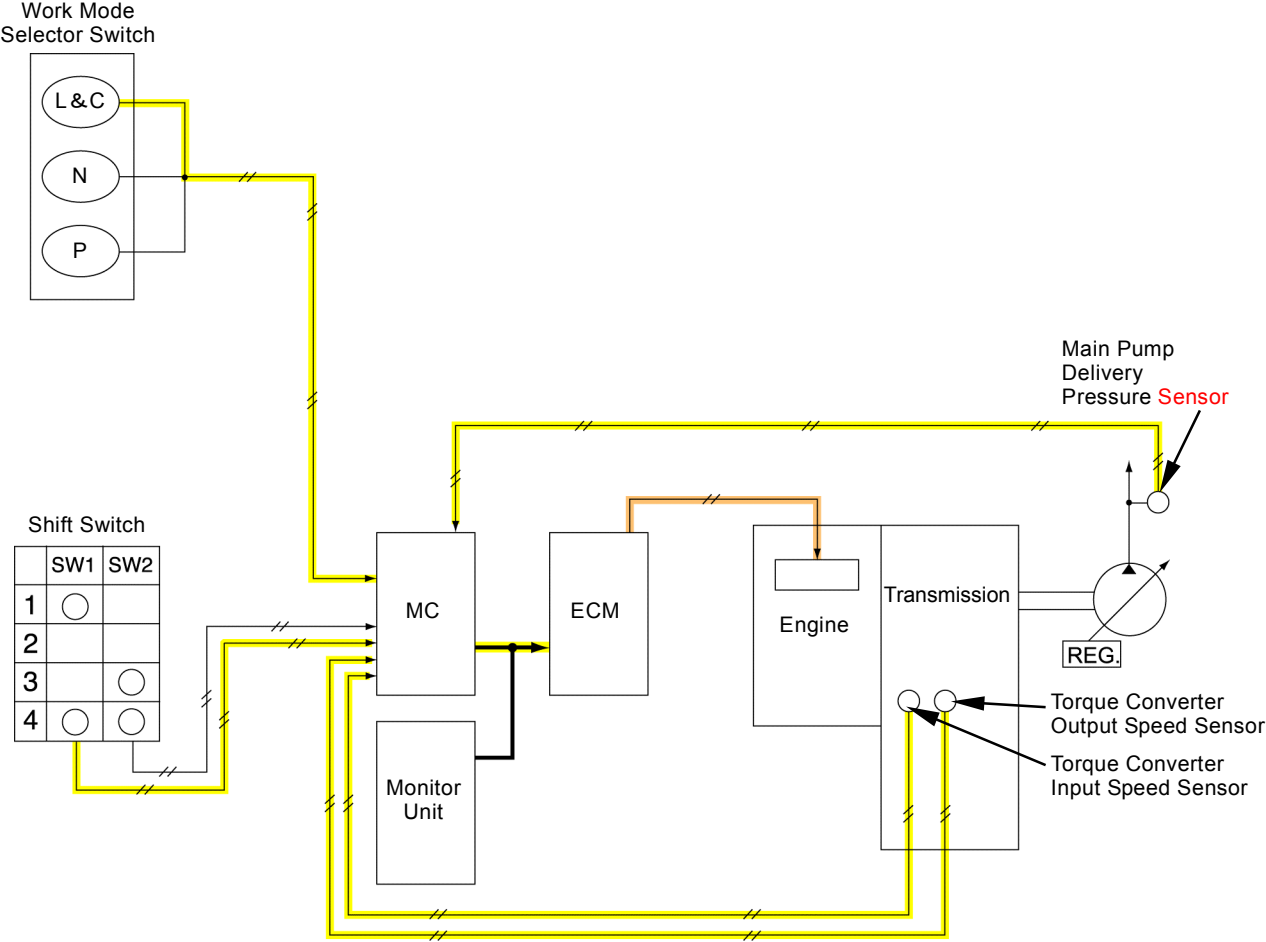 Work Mode
Selector Switch
L&C
N
P
Main Pump
Delivery
Pressure Sensor
Shift Switch
SW1 SW2
1
2
3
4
MC
ECM
Engine
Transmission
REG.
Monitor
Unit
Torque Converter
Output Speed Sensor
Torque Converter
Input Speed Sensor